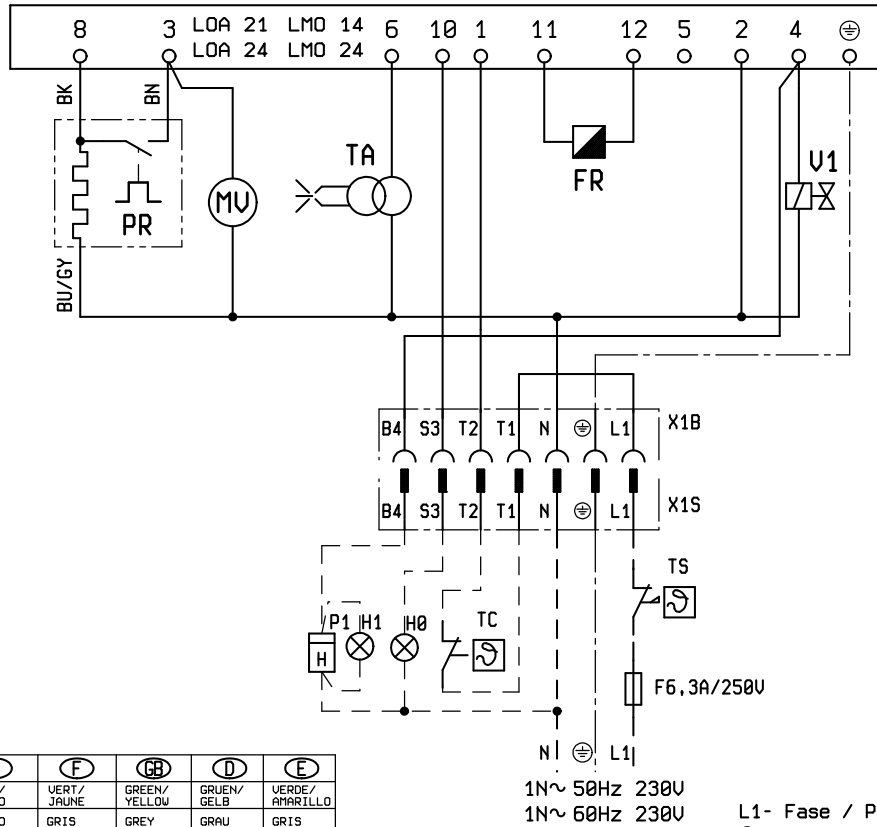 8 3 LOA 21 LMO 14 6 10 1 11 12 5 2 4
LOA 24 LMO 24
BK BN
TA
V1
MV
FR
PR
BU/GY
B4 S3 T2 T1 N L1 X1B
B4 S3 T2 T1 N L1 X1S
TS
P1 H1 H0 TC
H
F6,3A/250V
N L1
1N~ 50Hz 230V
1N~ 60Hz 230V
L1- Fase / P
F GB D E
VERT/ GREEN/ GRUEN/ VERDE/
JAUNE YELLOW GELB AMARILLO
GRIS GREY GRAU GRIS